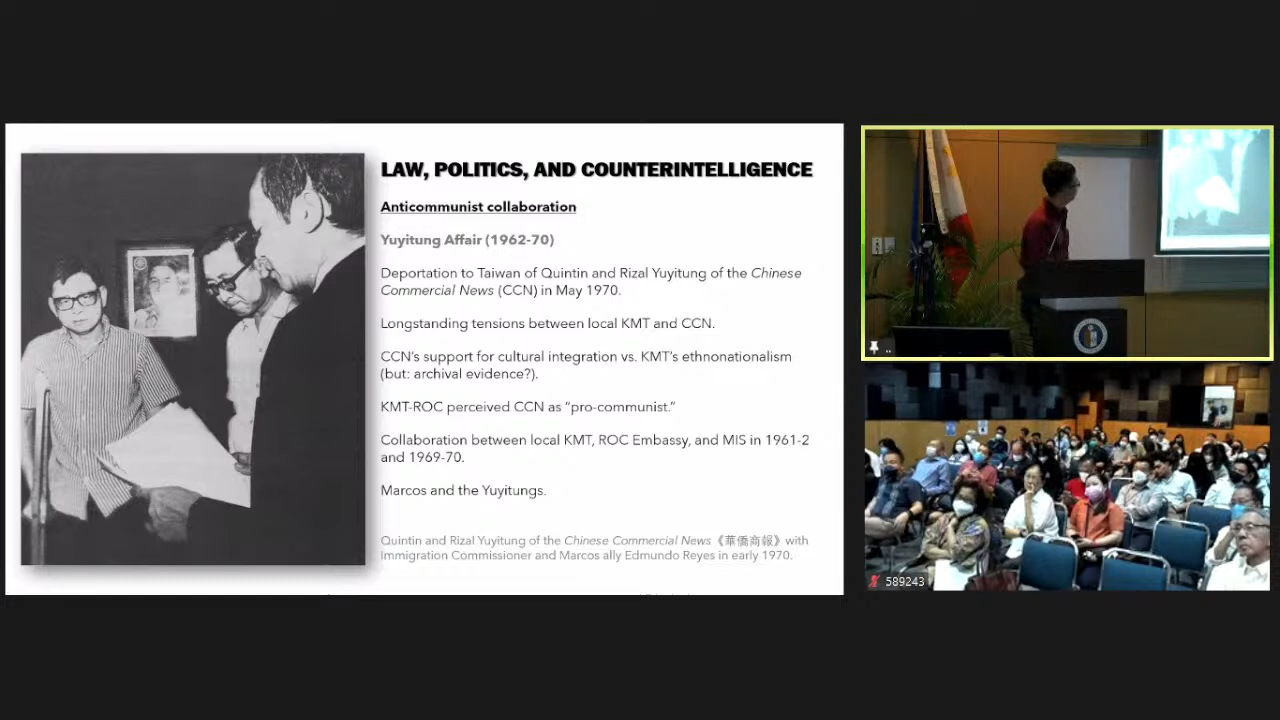 LAW, POLITICS, AND COUNTERINTELLIGENCE
Anticommunist collaboration
Yuyitung Affair (1962-70)
Deportation to Taiwan of Quintin and Rizal Yuyitung of the Chinese
Commercial News (CCN) in May 1970.
Longstanding tensions between local KMT and CCN.
CCN’s support for cultural integration vs. KMT’s ethnonationalism
(but: archival evidence?).
KMT-ROC perceived CCN as “pro-communist.”
Collaboration between local KMT, ROC Embassy, and MIS in 1961-2
and 1969-70.
Marcos and the Yuyitungs.
Quintin and Rizal Yuyitung of the Chinese Commercial News《華僑商報》with
Immigration Commissioner and Marcos ally Edmundo Reyes in early 1970.
589243